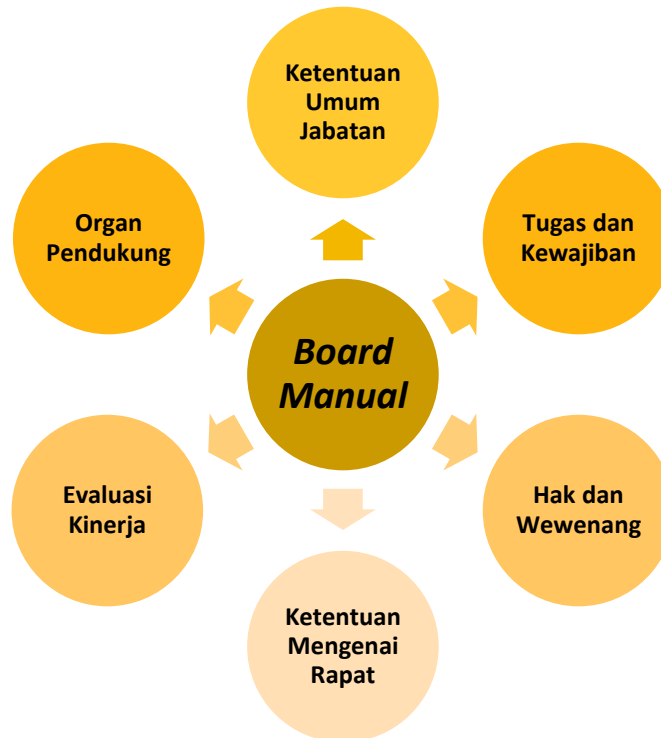 Ketentuan
Umum
Jabatan
Organ
Pendukung
Tugas dan
Kewajiban
Board
Manual
Evaluasi
Kinerja
Hak dan
Wewenang
Ketentuan
Mengenai
Rapat